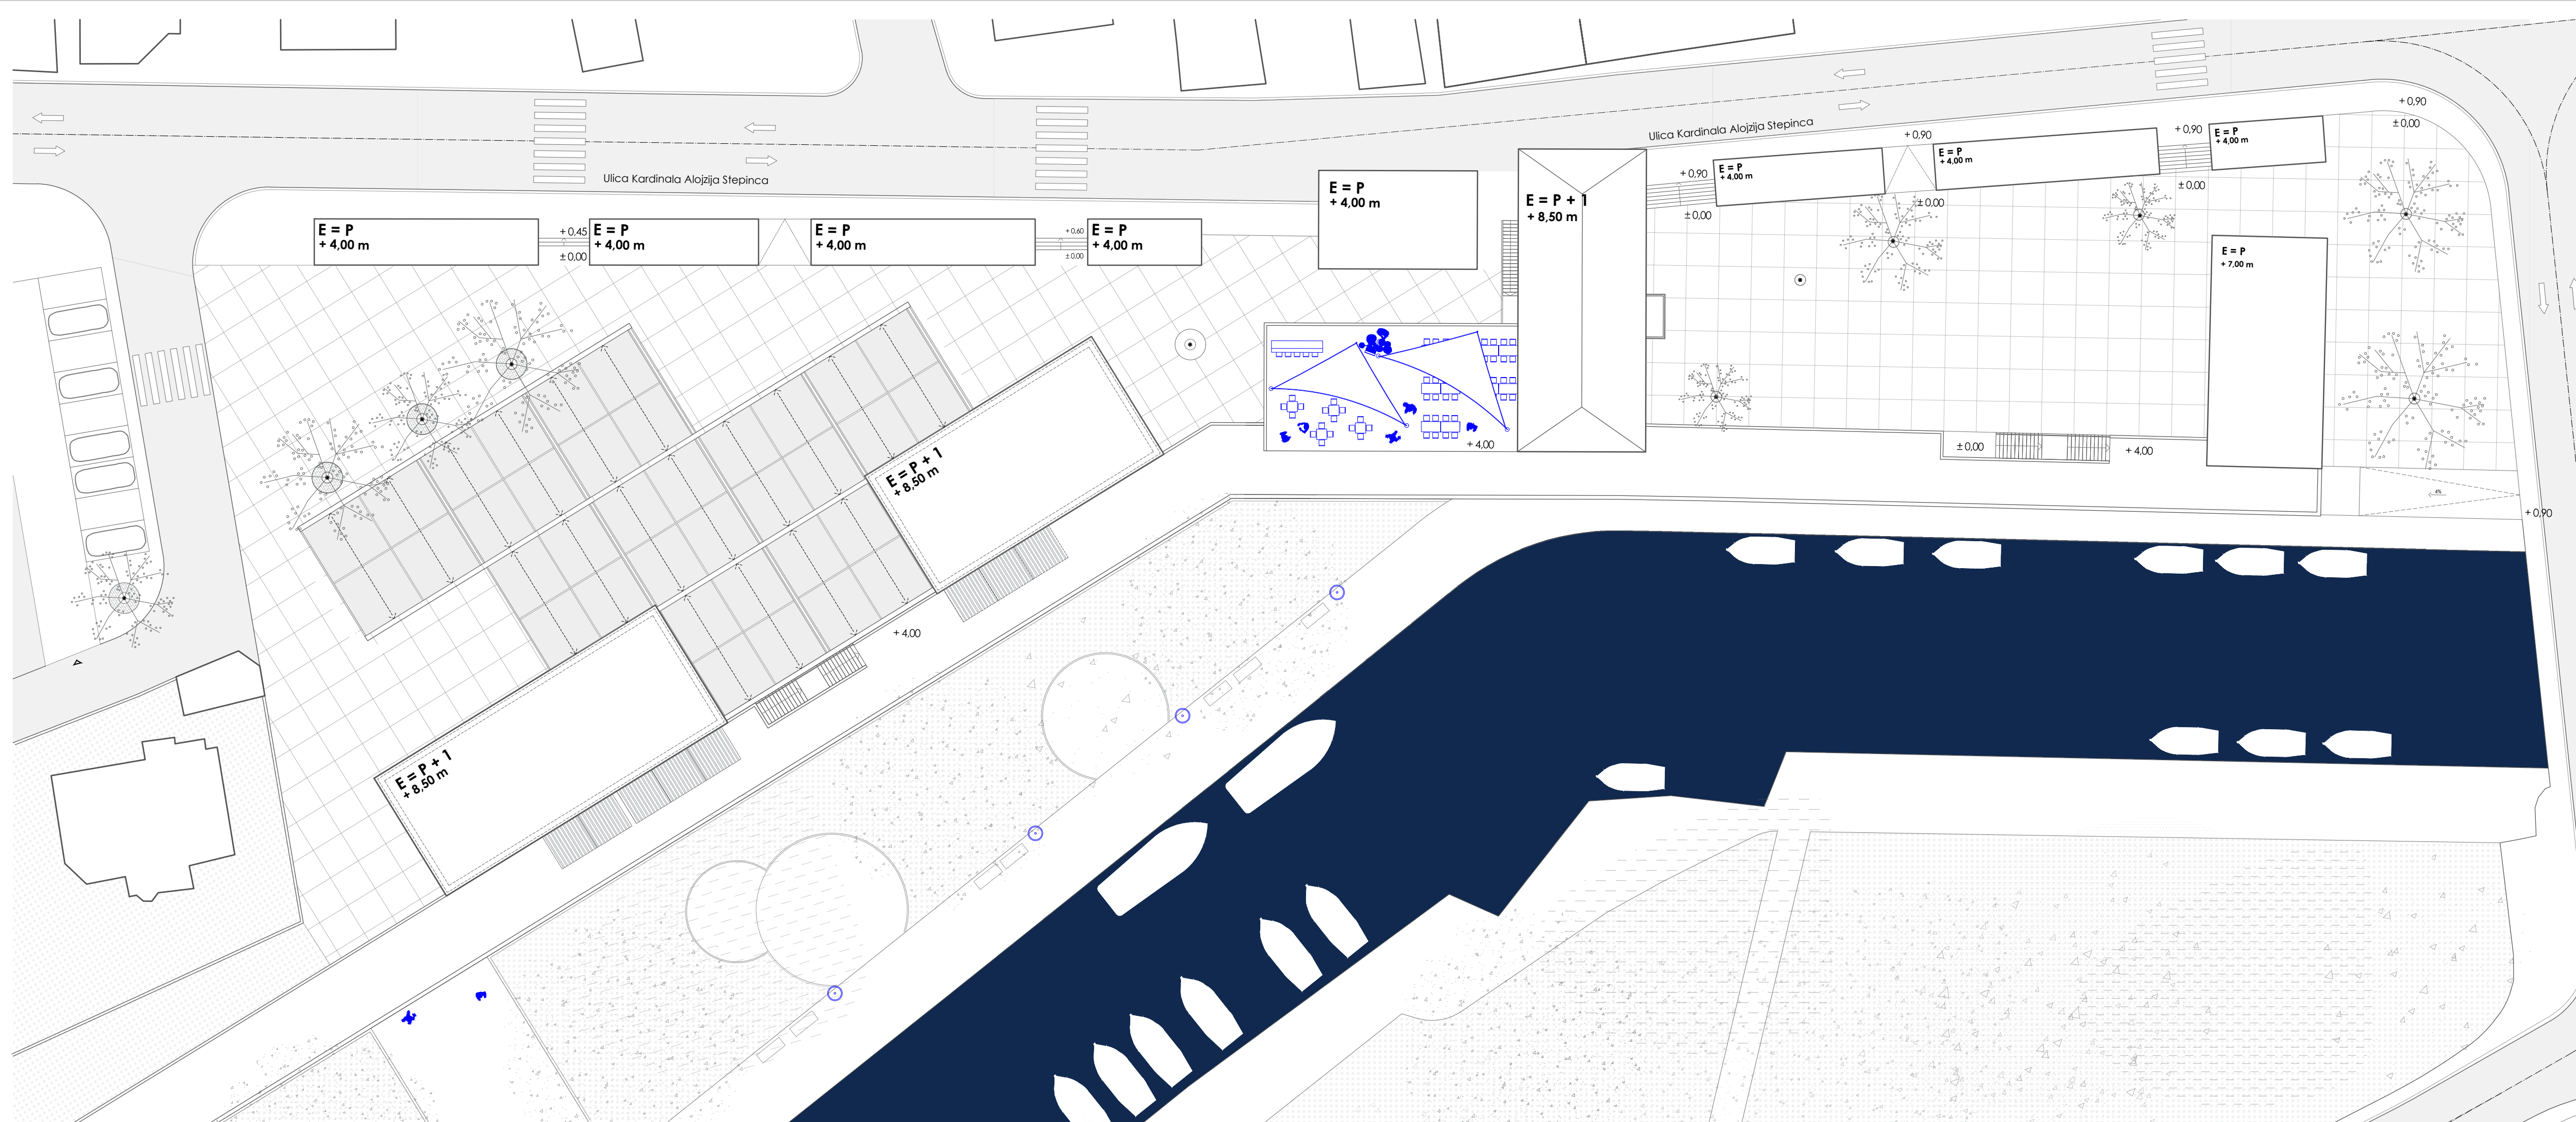 Ulica Kardinala Alojzija Stepinca
Ulica Kardinala Alojzija Stepinca
+ 0,90
± 0,00
+ 0,90
+ 0,90
E = P
+ 4,00 m
E = P
+ 4,00 m
E = P
+ 4,00 m
+ 0,90
± 0,00
± 0,00
± 0,00
E = P
+ 4,00 m
E = P + 1
+ 8,50 m
E = P
+ 4,00 m
+ 0,45
± 0,00
E = P
+ 4,00 m
E = P
+ 4,00 m
+ 0,60
± 0,00
E = P
+ 4,00 m
E = P
+ 7,00 m
+ 4,00
± 0,00
+ 4,00
4%
+ 0,90
E = P + 1
+ 8,50 m
+ 4,00
E = P + 1
+ 8,50 m